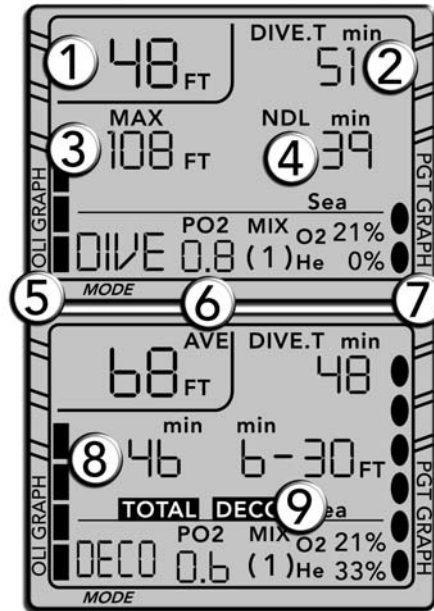 DIVE.T min
1 48 FT 51 2
MAX NDL min
3 108 FT 4 39
Sea
PO2 MIX O2 21%
DIVE 0.8 (1) He 0%
OLI GRAPH
PGT GRAPH
5 MODE 6 7
AVE DIVE.T min
68 FT 48
min min
8 46 6-30 FT
TOTAL DECO 9 ea
PO2 MIX O2 21%
DECO 0.6 (1) He 33%
OLI GRAPH
PGT GRAPH
MODE